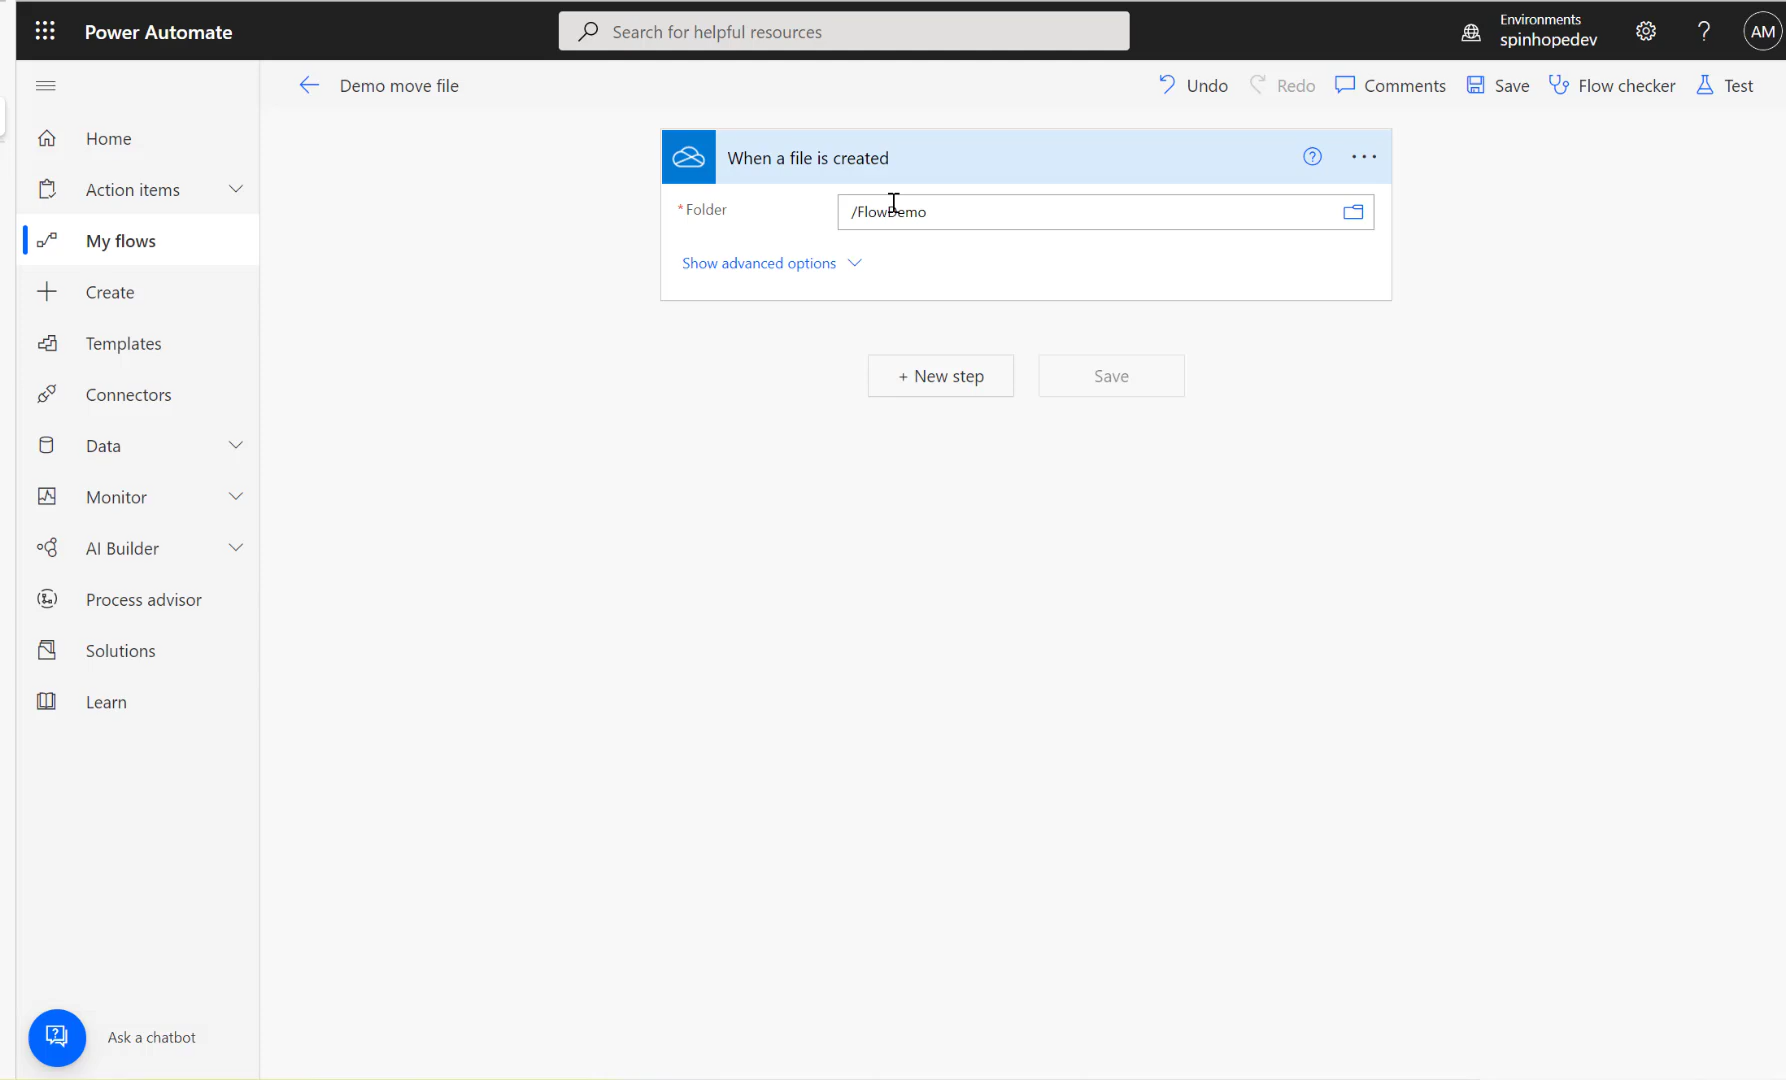 Power Automate
Search for helpful resources
Environments
spinhopedev
AM
Demo move file
Undo
Redo
Comments
Save
Flow checker
Test
Home
Action items
My flows
Create
Templates
Connectors
Data
Monitor
AI Builder
Process advisor
Solutions
Learn
Ask a chatbot
When a file is created
* Folder
/FlowDemo
Show advanced options
+ New step
Save